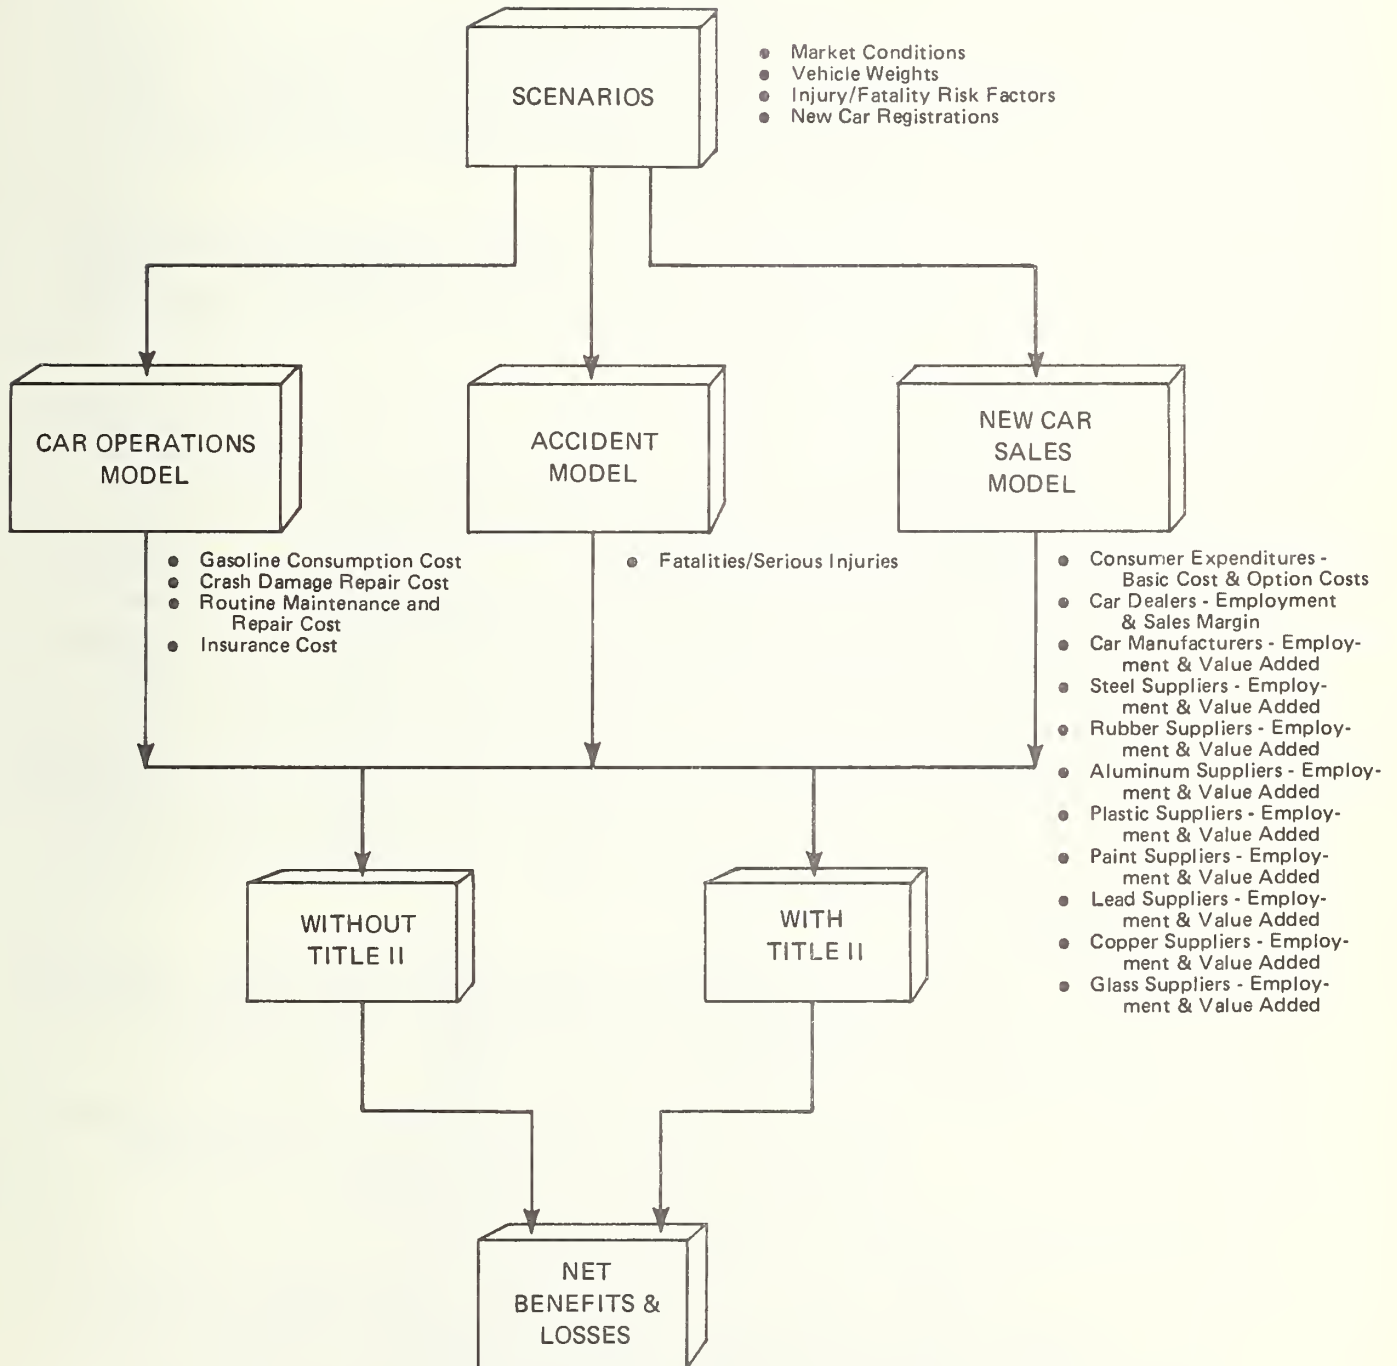 SCENARIOS
• Market Conditions
• Vehicle Weights
• Injury/Fatality Risk Factors
• New Car Registrations
CAR OPERATIONS
MODEL
ACCIDENT
MODEL
NEW CAR
SALES
MODEL
• Gasoline Consumption Cost
• Crash Damage Repair Cost
• Routine Maintenance and
Repair Cost
• Insurance Cost
• Fatalities/Serious Injuries
• Consumer Expenditures -
Basic Cost & Option Costs
• Car Dealers - Employment
& Sales Margin
• Car Manufacturers - Employ-
ment & Value Added
• Steel Suppliers - Employ-
ment & Value Added
• Rubber Suppliers - Employ-
ment & Value Added
• Aluminum Suppliers - Employ-
ment & Value Added
• Plastic Suppliers - Employ-
ment & Value Added
• Paint Suppliers - Employ-
ment & Value Added
• Lead Suppliers - Employ-
ment & Value Added
• Copper Suppliers - Employ-
ment & Value Added
• Glass Suppliers - Employ-
ment & Value Added
WITHOUT
TITLE II
WITH
TITLE II
NET
BENEFITS &
LOSSES